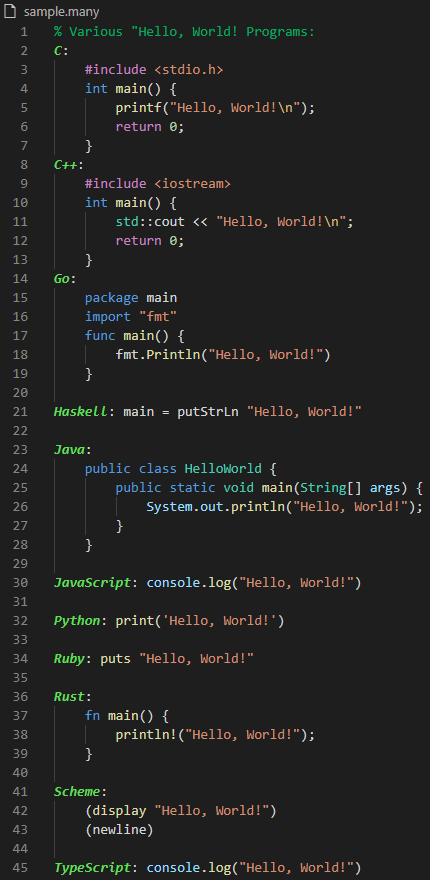 sample.many
1 % Various "Hello, World! Programs:
2 C:
3     #include <stdio.h>
4     int main() {
5         printf("Hello, World!\n");
6         return 0;
7     }
8 C++:
9     #include <iostream>
10     int main() {
11         std::cout << "Hello, World!\n";
12         return 0;
13     }
14 Go:
15     package main
16     import "fmt"
17     func main() {
18         fmt.Println("Hello, World!")
19     }
20
21 Haskell: main = putStrLn "Hello, World!"
22
23 Java:
24     public class HelloWorld {
25         public static void main(String[] args) {
26             System.out.println("Hello, World!");
27         }
28     }
29
30 JavaScript: console.log("Hello, World!")
31
32 Python: print('Hello, World!')
33
34 Ruby: puts "Hello, World!"
35
36 Rust:
37     fn main() {
38         println!("Hello, World!");
39     }
40
41 Scheme:
42     (display "Hello, World!")
43     (newline)
44
45 TypeScript: console.log("Hello, World!")